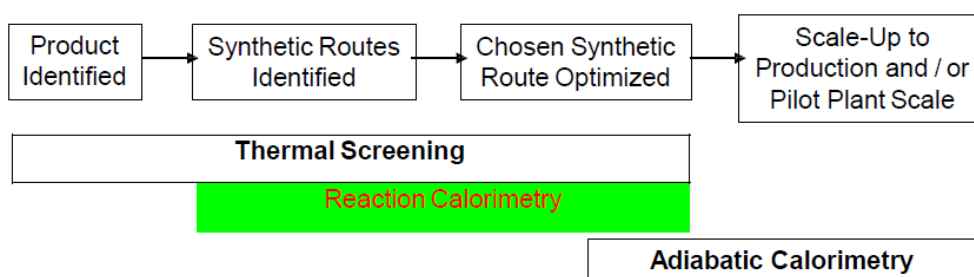 Product
Identified
Synthetic Routes
Identified
Chosen Synthetic
Route Optimized
Scale-Up to
Production and / or
Pilot Plant Scale
Thermal Screening
Reaction Calorimetry
Adiabatic Calorimetry